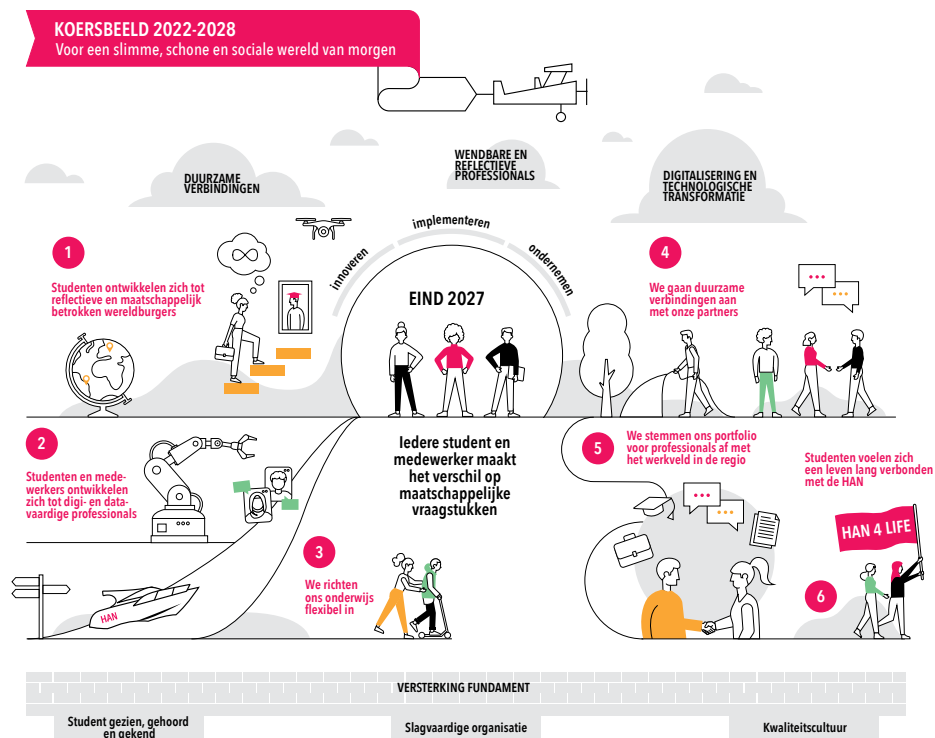 KOERSBEELD 2022-2028
Voor een slimme, schone en sociale wereld van morgen
DUURZAME
VERBINDINGEN
WENDBARE EN
REFLECTIEVE
PROFESSIONALS
DIGITALISERING EN
TECHNOLOGISCHE
TRANSFORMATIE
innoveren
implementeren
ondernemen
EIND 2027
1
Studenten ontwikkelen zich tot
reflectieve en maatschappelijk
betrokken wereldburgers
4
We gaan duurzame
verbindingen aan
met onze partners
2
Studenten en mede-
werkers ontwikkelen
zich tot digi- en data-
vaardige professionals
Iedere student en
medewerker maakt
het verschil op
maatschappelijke
vraagstukken
5
We stemmen ons portfolio
voor professionals af met
het werkveld in de regio
Studenten voelen zich
een leven lang verbonden
met de HAN
HAN 4 LIFE
3
We richten
ons onderwijs
flexibel in
HAN
6
VERSTERKING FUNDAMENT
Student gezien, gehoord
en gekend
Slagvaardige organisatie
Kwaliteitscultuur